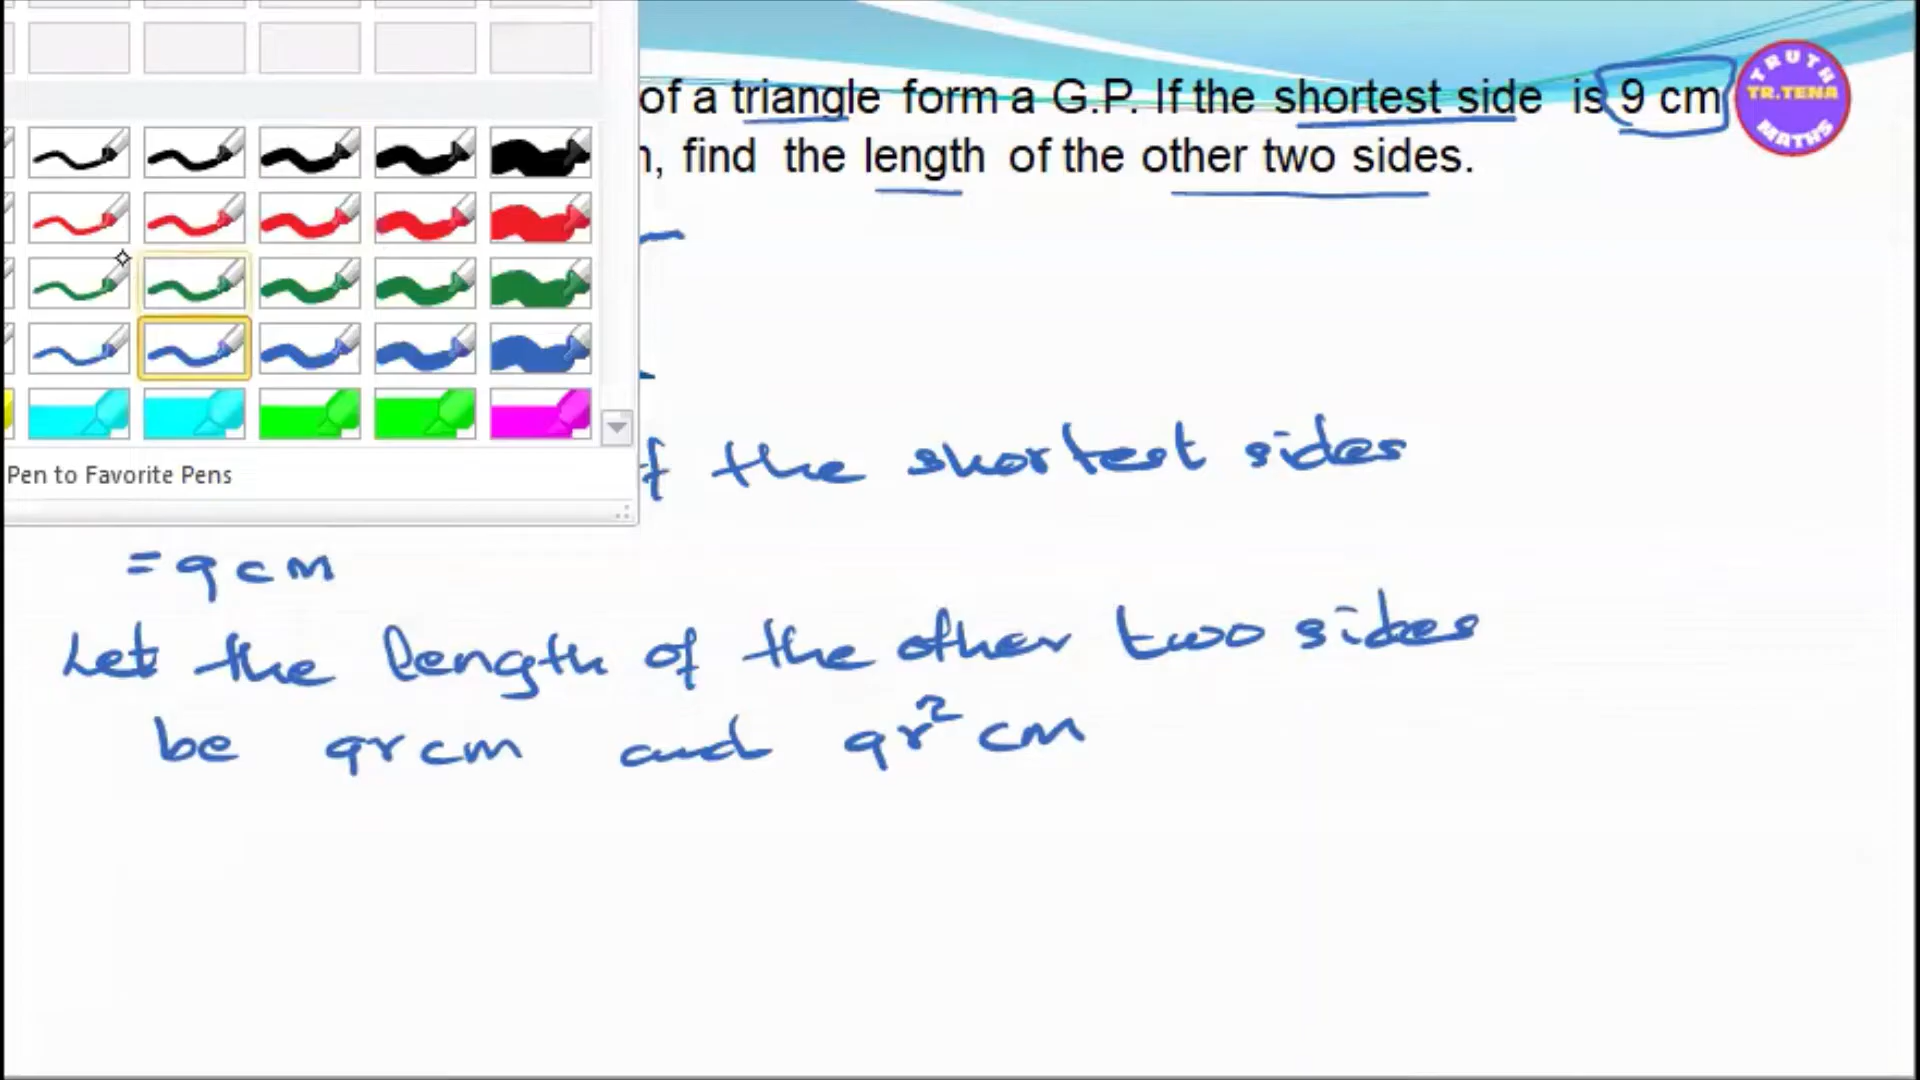 of a triangle form a G.P. If the shortest side is 9 cm
TRUTH
TR.TENA
MATHS
, find the length of the other two sides.
Pen to Favorite Pens
f the shortest sides
= 9 cm
Let the length of the other two sides
be 9r cm and 9r² cm